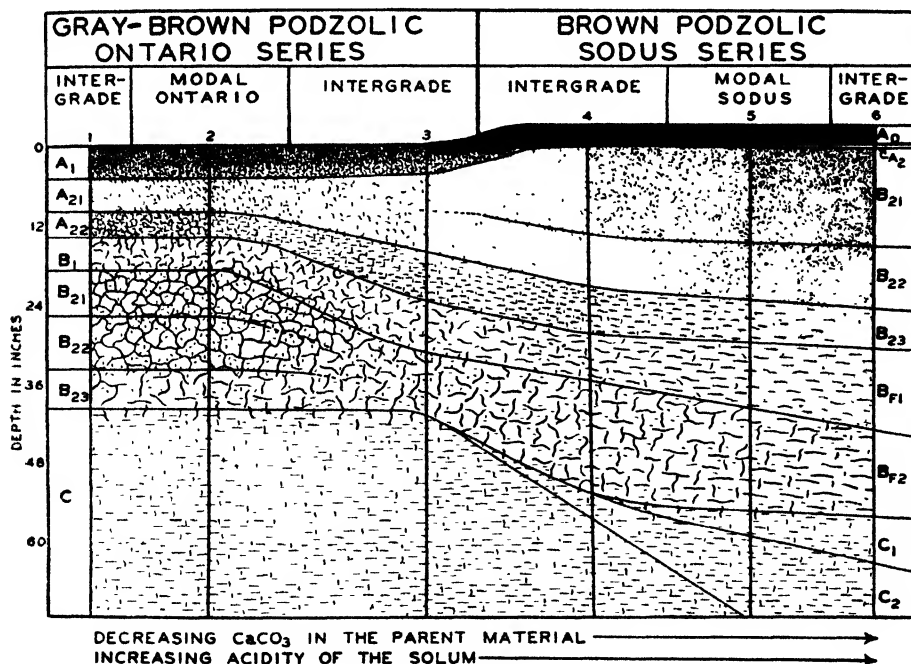 GRAY-BROWN PODZOLIC
ONTARIO SERIES
BROWN PODZOLIC
SODUS SERIES
INTER-
GRADE
MODAL
ONTARIO
INTERGRADE
INTERGRADE
MODAL
SODUS
INTER-
GRADE
1
2
3
4
5
6
0
12
24
36
48
60
DEPTH IN INCHES
A₁
A₂₁
A₂₂
B₁
B₂₁
B₂₂
B₂₃
C
A₀
A₂
B₂₁
B₂₂
B₂₃
B_F1
B_F2
C₁
C₂
DECREASING CaCO₃ IN THE PARENT MATERIAL
INCREASING ACIDITY OF THE SOLUM